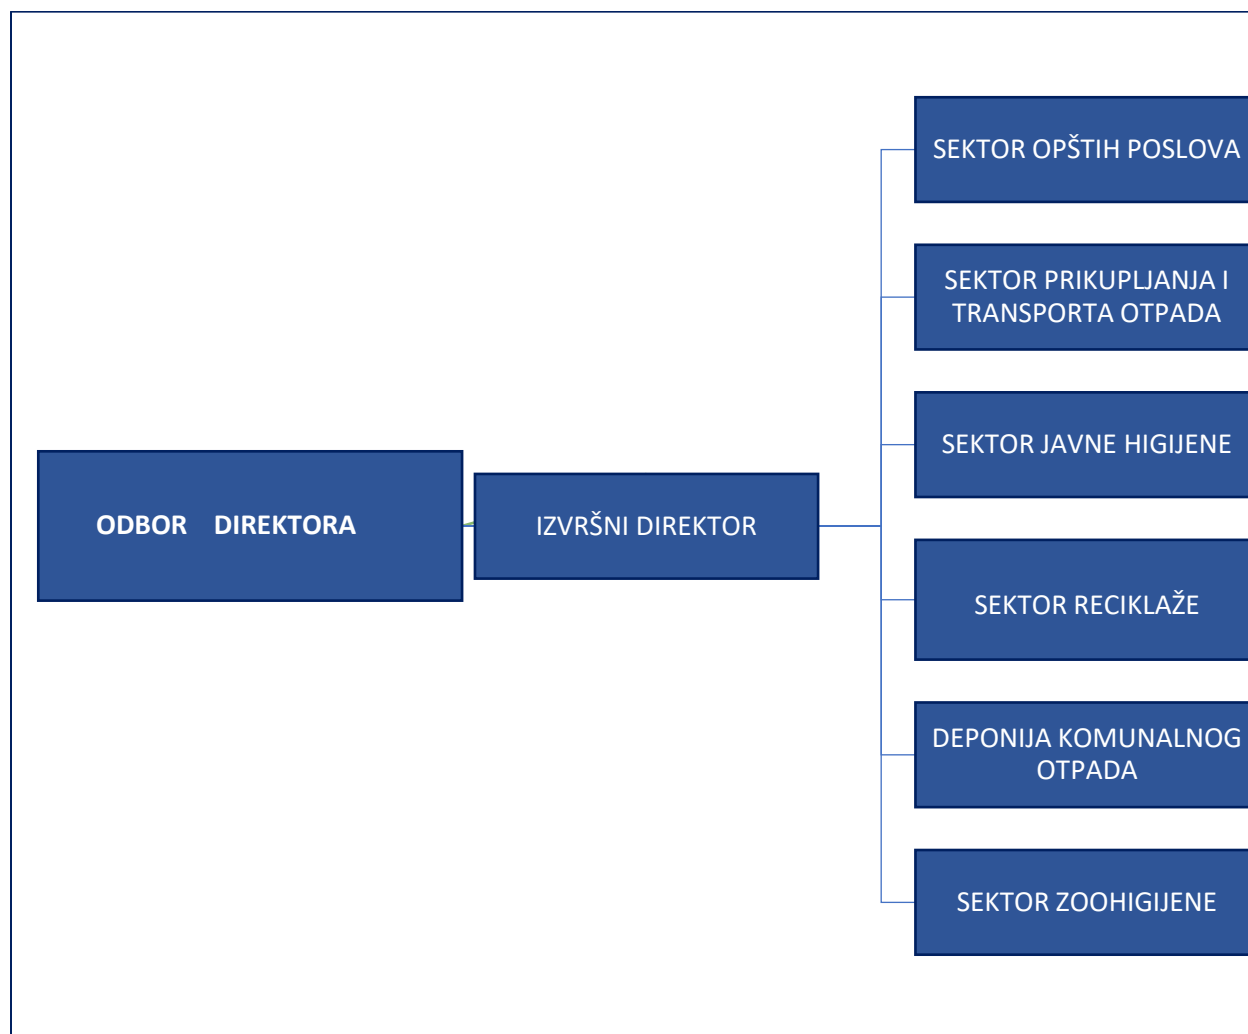 ODBOR DIREKTORA
IZVRŠNI DIREKTOR
SEKTOR OPŠTIH POSLOVA
SEKTOR PRIKUPLJANJA I
TRANSPORTA OTPADA
SEKTOR JAVNE HIGIJENE
SEKTOR RECIKLAŽE
DEPONIJA KOMUNALNOG
OTPADA
SEKTOR ZOOHIGIJENE